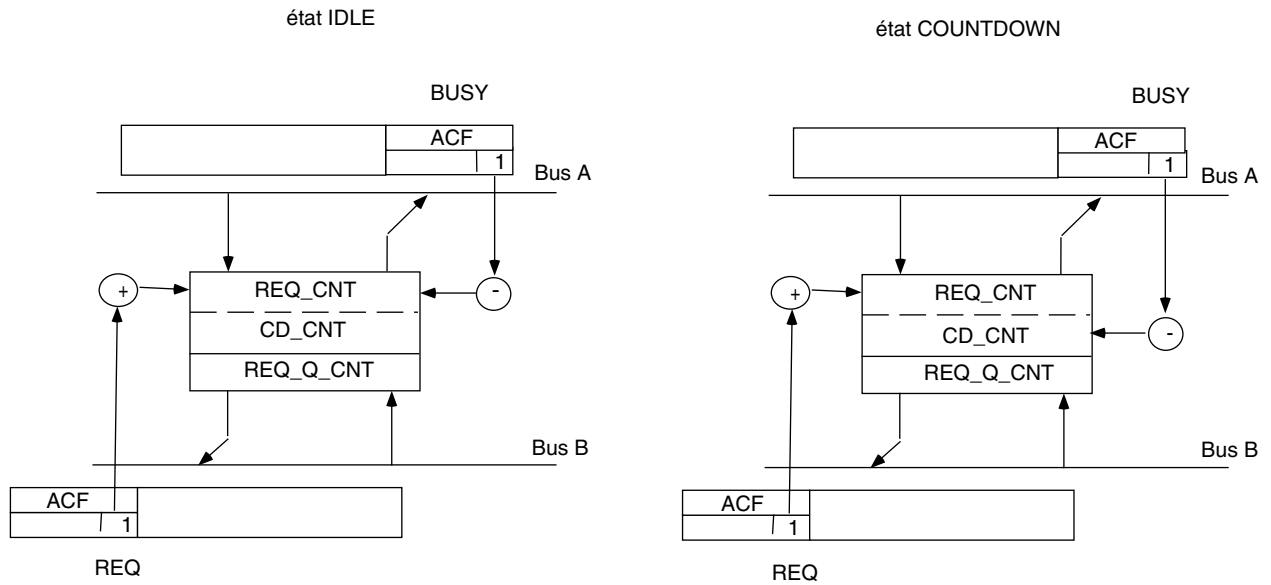 état IDLE
BUSY
ACF
1
Bus A
+
REQ_CNT
-
CD_CNT
REQ_Q_CNT
Bus B
ACF
1
REQ
état COUNTDOWN
BUSY
ACF
1
Bus A
+
REQ_CNT
CD_CNT
-
REQ_Q_CNT
Bus B
ACF
1
REQ